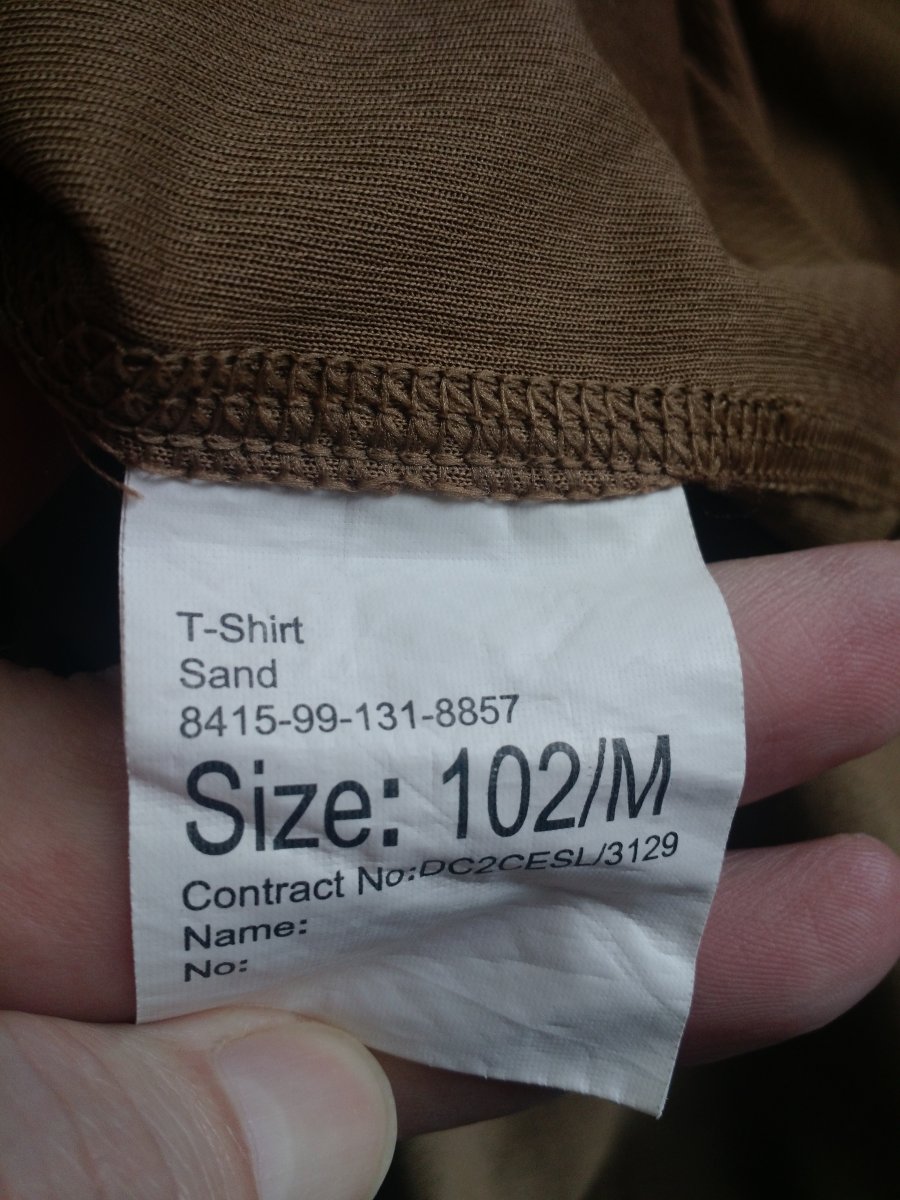 T-Shirt
Sand
8415-99-131-8857
Size: 102/M
Contract No:DC2CESL/3129
Name:
No: